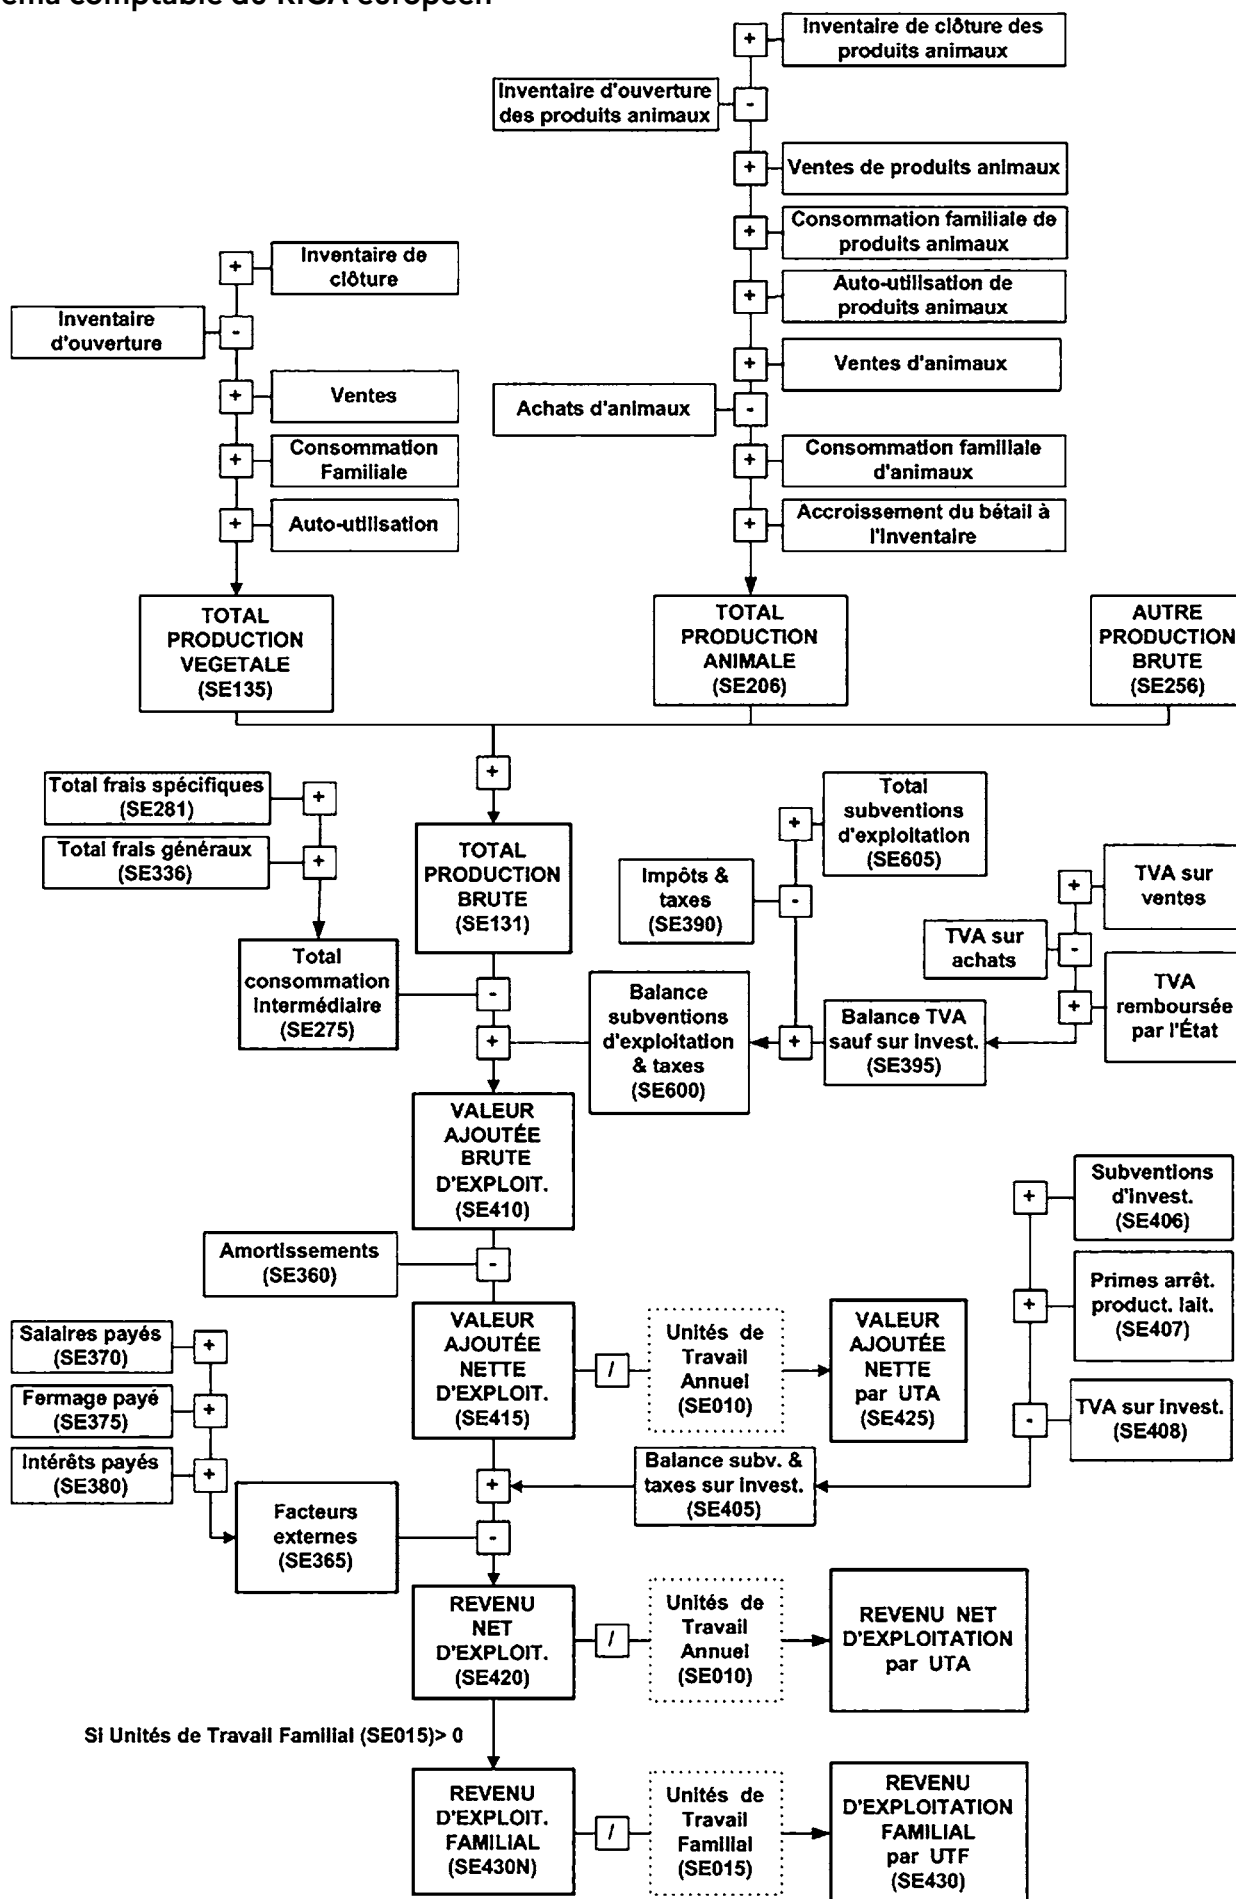 Inventaire de clôture des
produits animaux
+
Inventaire d'ouverture
des produits animaux
-
+
Ventes de produits animaux
+
Consommation familiale de
produits animaux
+
Auto-utilisation de
produits animaux
+
Ventes d'animaux
Achats d'animaux
-
+
Consommation familiale
d'animaux
+
Accroissement du bétail à
l'inventaire
+
Inventaire de
clôture
Inventaire
d'ouverture
-
+
Ventes
+
Consommation
Familiale
+
Auto-utilisation
TOTAL
PRODUCTION
VEGETALE
(SE135)
TOTAL
PRODUCTION
ANIMALE
(SE206)
AUTRE
PRODUCTION
BRUTE
(SE256)
+
Total frais spécifiques
(SE281)
+
Total frais généraux
(SE336)
+
Total
consommation
intermédiaire
(SE275)
TOTAL
PRODUCTION
BRUTE
(SE131)
-
+
+
Total
subventions
d'exploitation
(SE605)
Impôts &
taxes
(SE390)
-
+
TVA sur
ventes
TVA sur
achats
-
+
TVA
remboursée
par l'État
Balance TVA
sauf sur invest.
(SE395)
+
Balance
subventions
d'exploitation
& taxes
(SE600)
VALEUR
AJOUTÉE
BRUTE
D'EXPLOIT.
(SE410)
Amortissements
(SE360)
-
VALEUR
AJOUTÉE
NETTE
D'EXPLOIT.
(SE415)
/
Unités de
Travail
Annuel
(SE010)
VALEUR
AJOUTÉE
NETTE
par UTA
(SE425)
+
Subventions
d'invest.
(SE406)
+
Primes arrêt.
product. lait.
(SE407)
-
TVA sur invest.
(SE408)
Salaires payés
(SE370)
+
Fermage payé
(SE375)
+
Intérêts payés
(SE380)
+
Facteurs
externes
(SE365)
+
Balance subv. &
taxes sur invest.
(SE405)
-
REVENU
NET
D'EXPLOIT.
(SE420)
/
Unités de
Travail
Annuel
(SE010)
REVENU NET
D'EXPLOITATION
par UTA
Si Unités de Travail Familial (SE015)> 0
REVENU
D'EXPLOIT.
FAMILIAL
(SE430N)
/
Unités de
Travail
Familial
(SE015)
REVENU
D'EXPLOITATION
FAMILIAL
par UTF
(SE430)